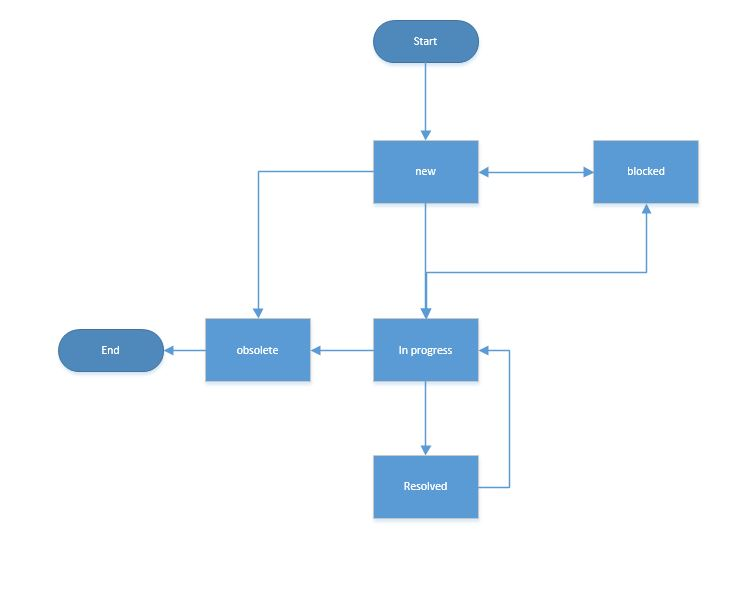 Start
new
blocked
End
obsolete
In progress
Resolved